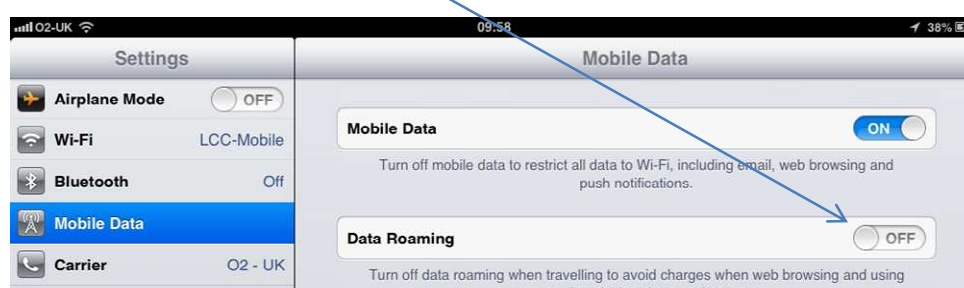 O2-UK 09:58 38%
Settings Mobile Data
Airplane Mode OFF
Wi-Fi LCC-Mobile
Bluetooth Off
Mobile Data
Carrier O2 - UK
Mobile Data ON
Turn off mobile data to restrict all data to Wi-Fi, including email, web browsing and
push notifications.
Data Roaming OFF
Turn off data roaming when travelling to avoid charges when web browsing and using